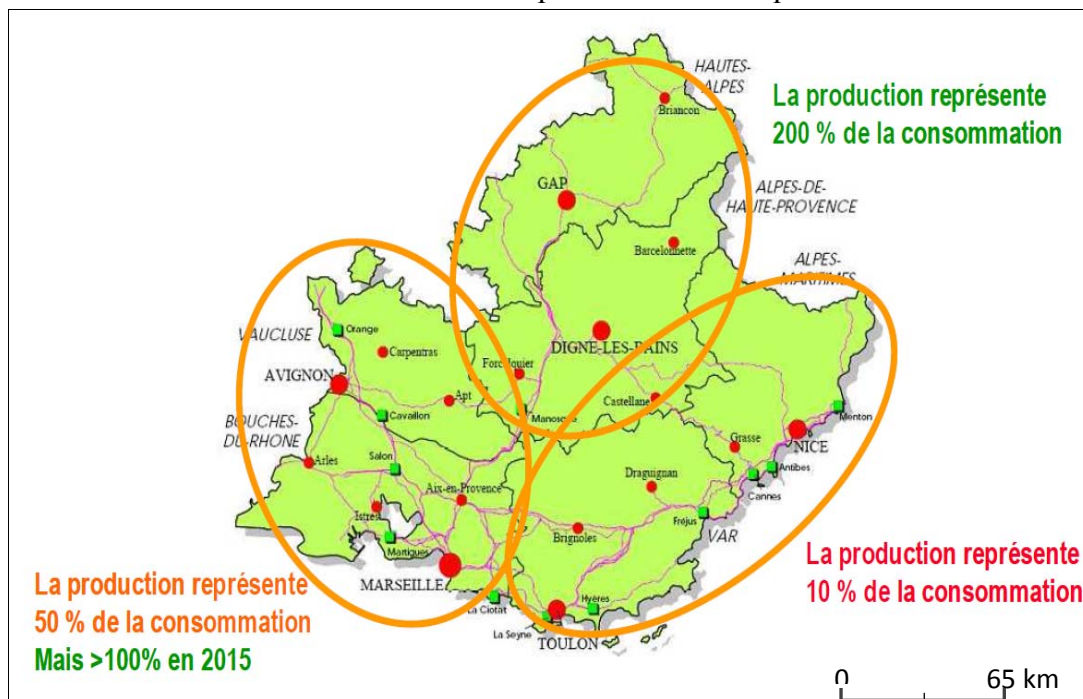 HAUTES-
ALPES
Briancon
La production représente
200 % de la consommation
GAP
ALPES-DE-
HAUTE-PROVENCE
Barcelonnette
ALPES-
MARITIMES
VAUCLUSE
Orange
Carpentras
DIGNE-LES-BAINS
AVIGNON
Apt
Castellane
Cavaillon
Manosque
Menton
BOUCHES-
DU-RHONE
Grasse
NICE
Arles
Salon
Draguignan
Antibes
Cannes
Aix-en-Provence
Istres
Fréjus
VAR
Brignoles
Martigues
MARSEILLE
La Ciotat
Hyères
La Seyne
TOULON
La production représente
10 % de la consommation
La production représente
50 % de la consommation
Mais >100% en 2015
0 65 km